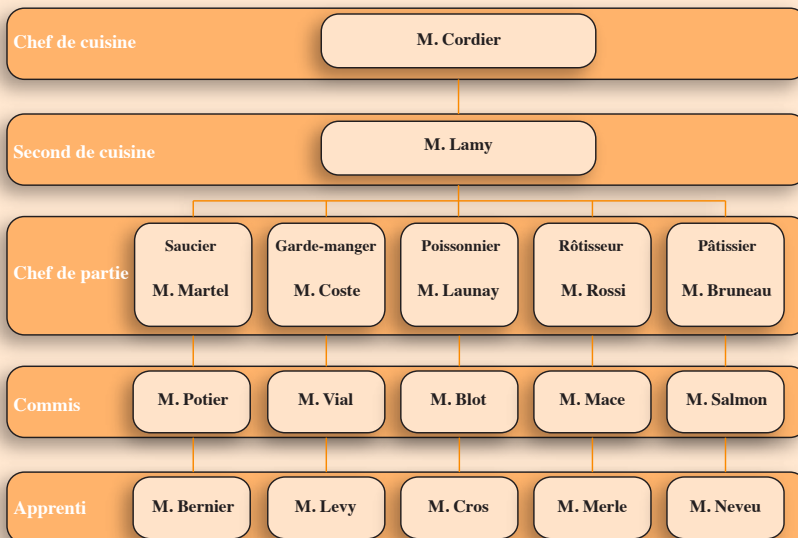 Chef de cuisine
M. Cordier
Second de cuisine
M. Lamy
Chef de partie
Saucier
M. Martel
Garde-manger
M. Coste
Poissonnier
M. Launay
Rôtisseur
M. Rossi
Pâtissier
M. Bruneau
Commis
M. Potier
M. Vial
M. Blot
M. Mace
M. Salmon
Apprenti
M. Bernier
M. Levy
M. Cros
M. Merle
M. Neveu